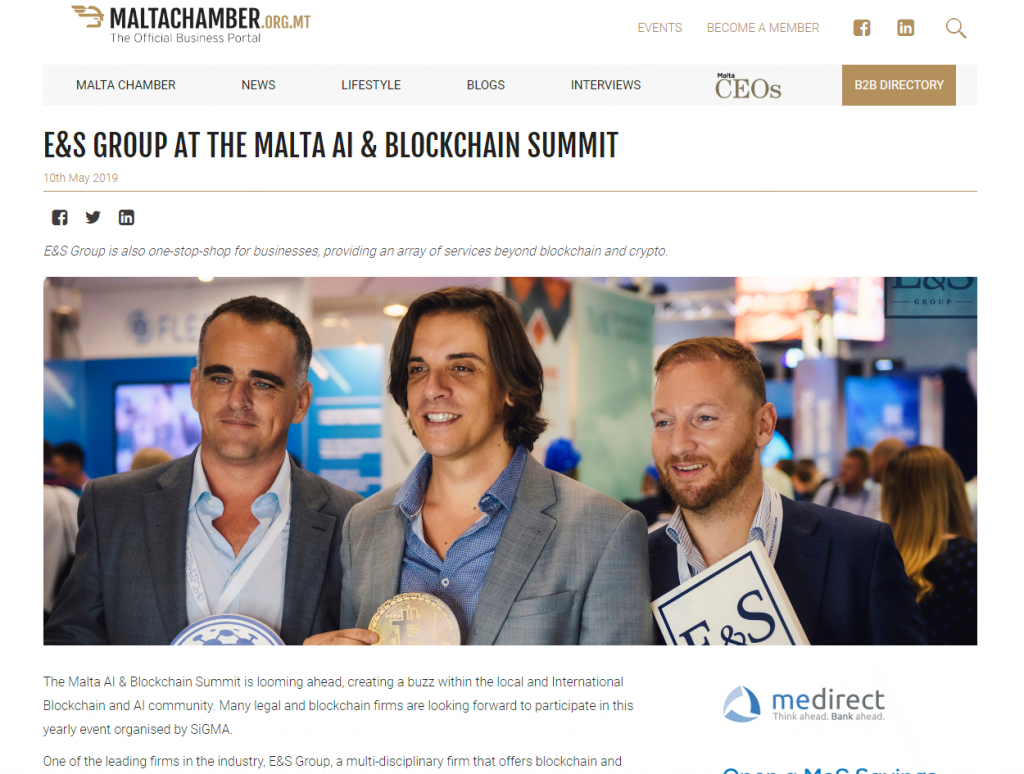 MALTACHAMBER.ORG.MT
The Official Business Portal
EVENTS
BECOME A MEMBER
MALTA CHAMBER
NEWS
LIFESTYLE
BLOGS
INTERVIEWS
Malta
CEOs
B2B DIRECTORY
E&S GROUP AT THE MALTA AI & BLOCKCHAIN SUMMIT
10th May 2019
E&S Group is also one-stop-shop for businesses, providing an array of services beyond blockchain and crypto.
E&S
GROUP
E&S
The Malta AI & Blockchain Summit is looming ahead, creating a buzz within the local and International
Blockchain and AI community. Many legal and blockchain firms are looking forward to participate in this
yearly event organised by SiGMA.
One of the leading firms in the industry, E&S Group, a multi-disciplinary firm that offers blockchain and
medirect
Think ahead. Bank ahead.
Open a MeG Savings